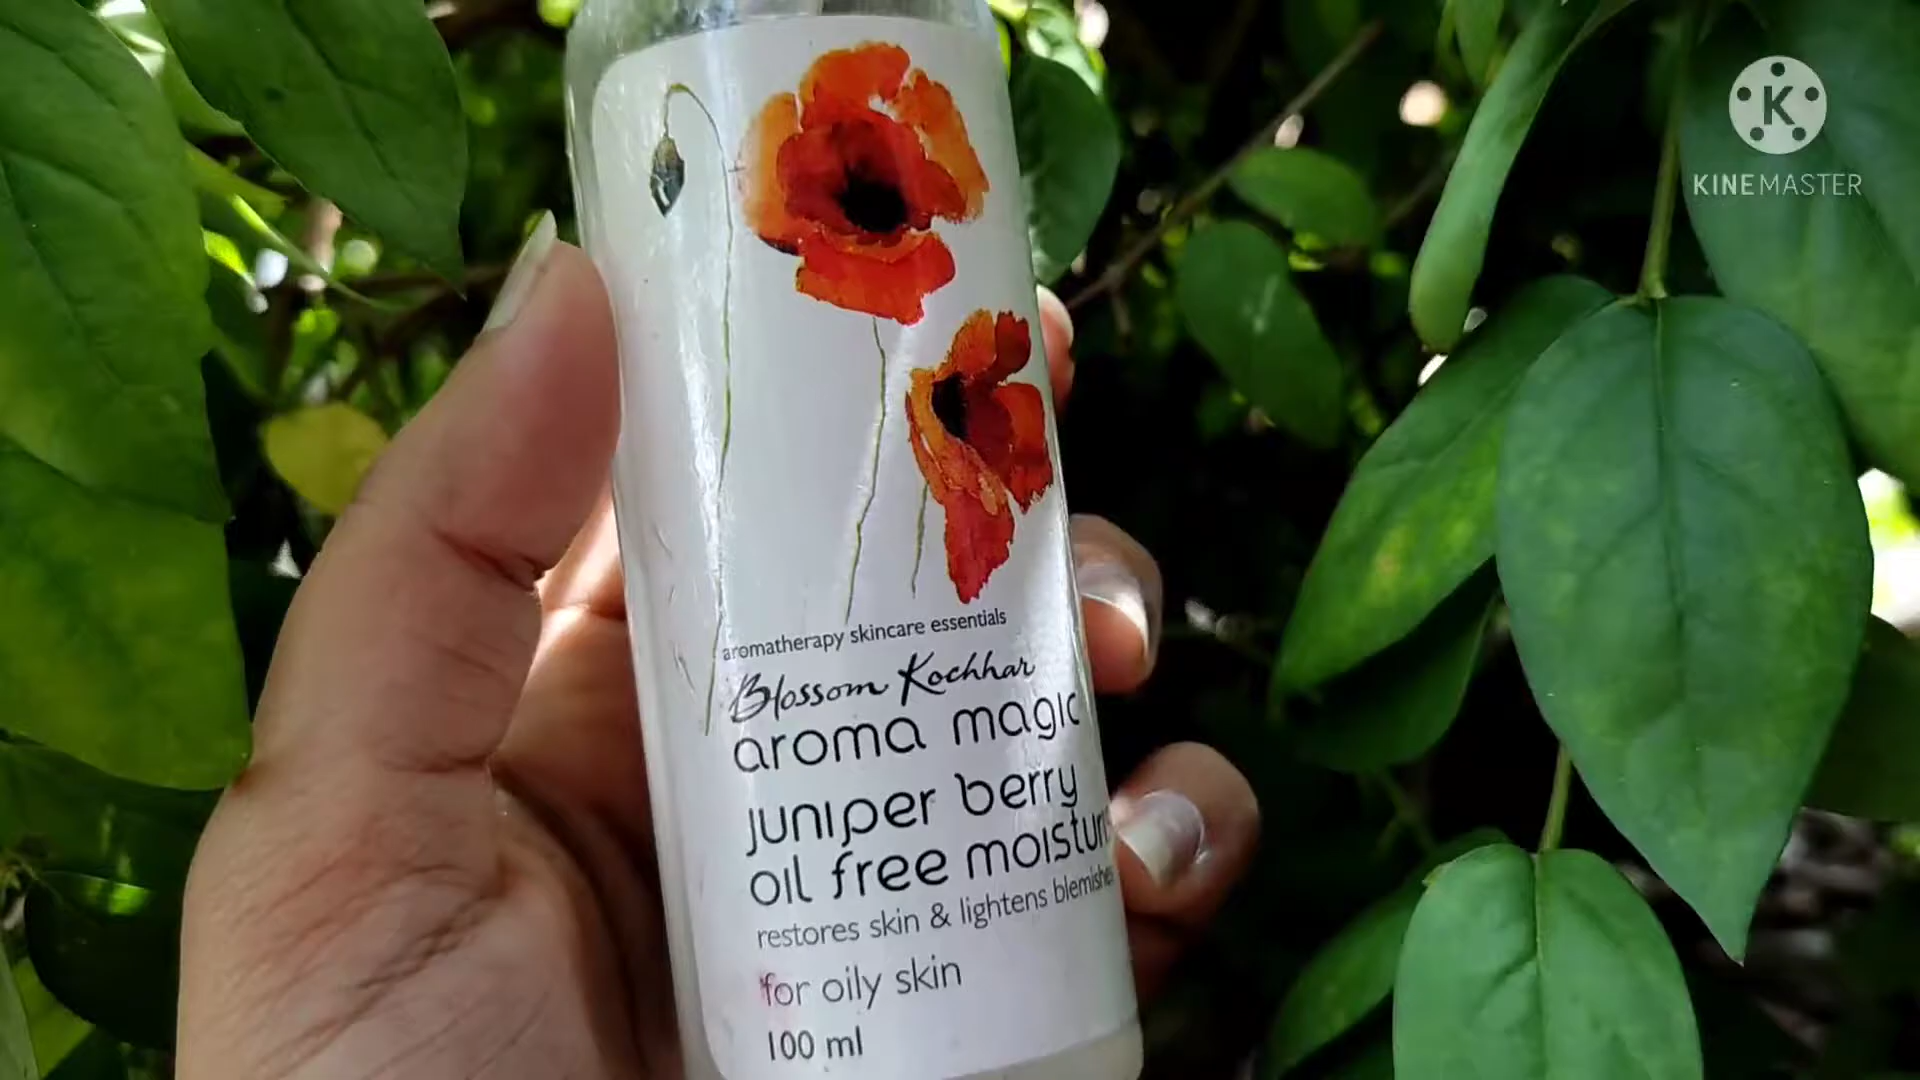 K
KINEMASTER
aromatherapy skincare essentials
Blossom Kochhar
aroma magic
juniper berry
oil free
restores skin & lightens
for oily skin
100 ml